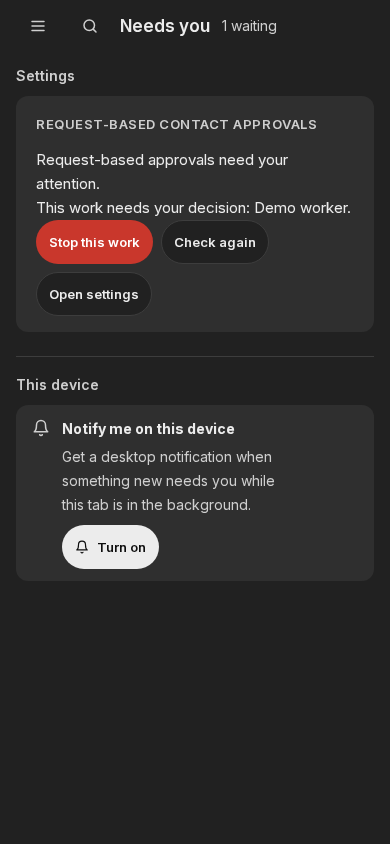 Needs you 1 waiting
Settings
REQUEST-BASED CONTACT APPROVALS
Request-based approvals need your
attention.
This work needs your decision: Demo worker.
Stop this work
Check again
Open settings
This device
Notify me on this device
Get a desktop notification when
something new needs you while
this tab is in the background.
Turn on